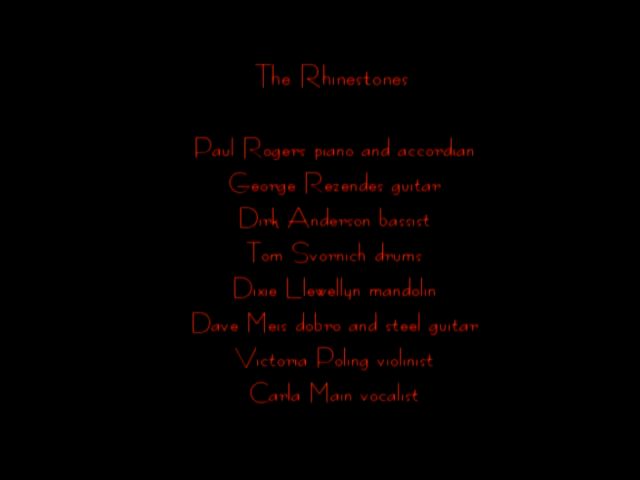 The Rhinestones
Paul Rogers piano and accordian
George Rezendes guitar
Dirk Anderson bassist
Tom Svornich drums
Dixie Llewellyn mandolin
Dave Meis dobro and steel guitar
Victoria Poling violinist
Carla Main vocalist